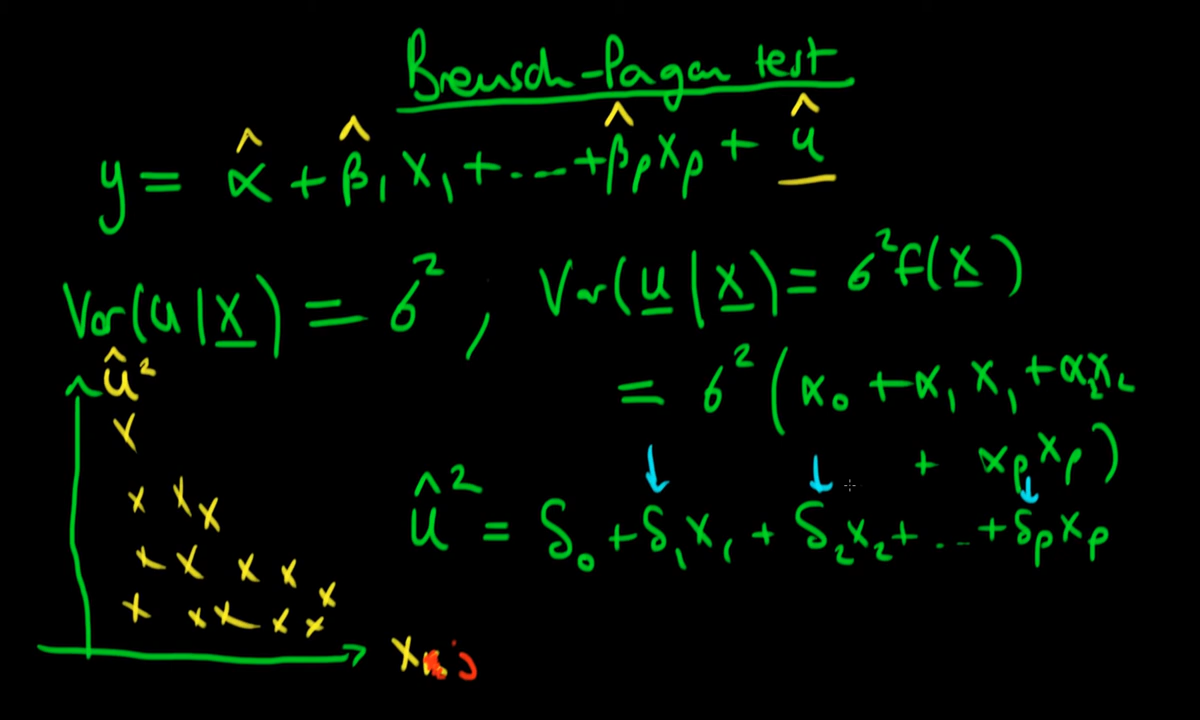 Breusch-Pagan test
y = α̂ + β̂₁x₁ + ... + β̂ₚxₚ + û
Var(u|x) = σ², Var(u|x) = σ²f(x)
= σ²(α₀ + α₁x₁ + α₂x₂
+ αₚxₚ)
û²
û² = δ₀ + δ₁x₁ + δ₂x₂ + ... + δₚxₚ
x